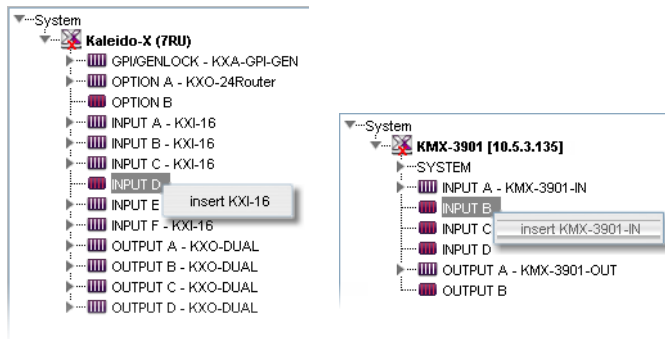 System
Kaleido-X (7RU)
GPI/GENLOCK - KXA-GPI-GEN
OPTION A - KXO-24Router
OPTION B
INPUT A - KXI-16
INPUT B - KXI-16
INPUT C - KXI-16
INPUT D
insert KXI-16
INPUT E
INPUT F - KXI-16
OUTPUT A - KXO-DUAL
OUTPUT B - KXO-DUAL
OUTPUT C - KXO-DUAL
OUTPUT D - KXO-DUAL
System
KMX-3901 [10.5.3.135]
SYSTEM
INPUT A - KMX-3901-IN
INPUT B
INPUT C
insert KMX-3901-IN
INPUT D
OUTPUT A - KMX-3901-OUT
OUTPUT B